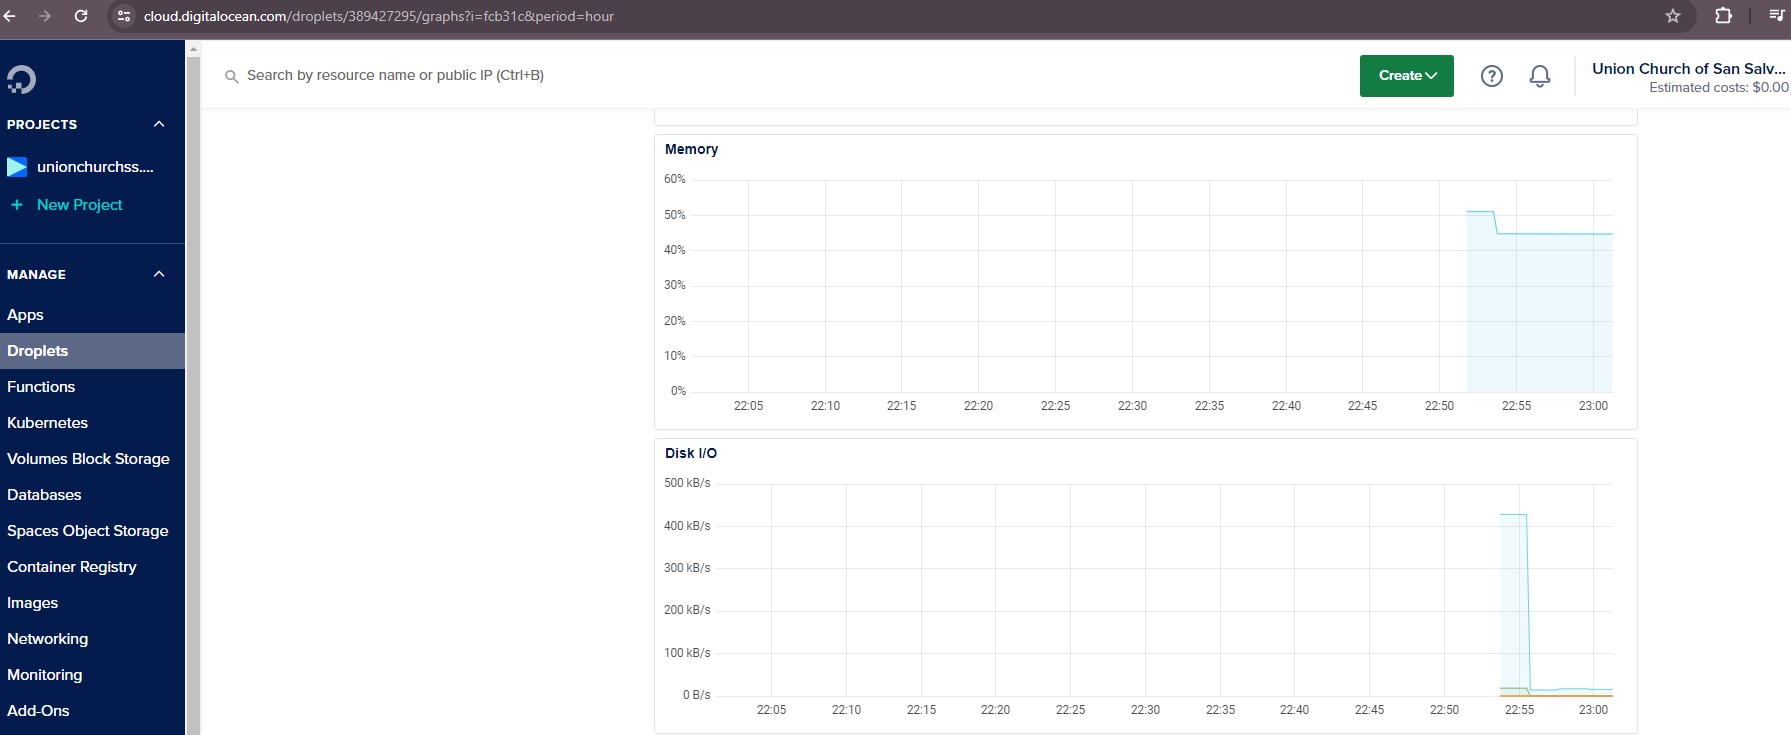 cloud.digitalocean.com/droplets/389427295/graphs?i=fcb31c&period=hour
Search by resource name or public IP (Ctrl+B)
Create
Union Church of San Salv...
Estimated costs: $0.00
PROJECTS
unionchurchss....
+ New Project
MANAGE
Apps
Droplets
Functions
Kubernetes
Volumes Block Storage
Databases
Spaces Object Storage
Container Registry
Images
Networking
Monitoring
Add-Ons
Memory
60%
50%
40%
30%
20%
10%
0%
22:05 22:10 22:15 22:20 22:25 22:30 22:35 22:40 22:45 22:50 22:55 23:00
Disk I/O
500 kB/s
400 kB/s
300 kB/s
200 kB/s
100 kB/s
0 B/s
22:05 22:10 22:15 22:20 22:25 22:30 22:35 22:40 22:45 22:50 22:55 23:00